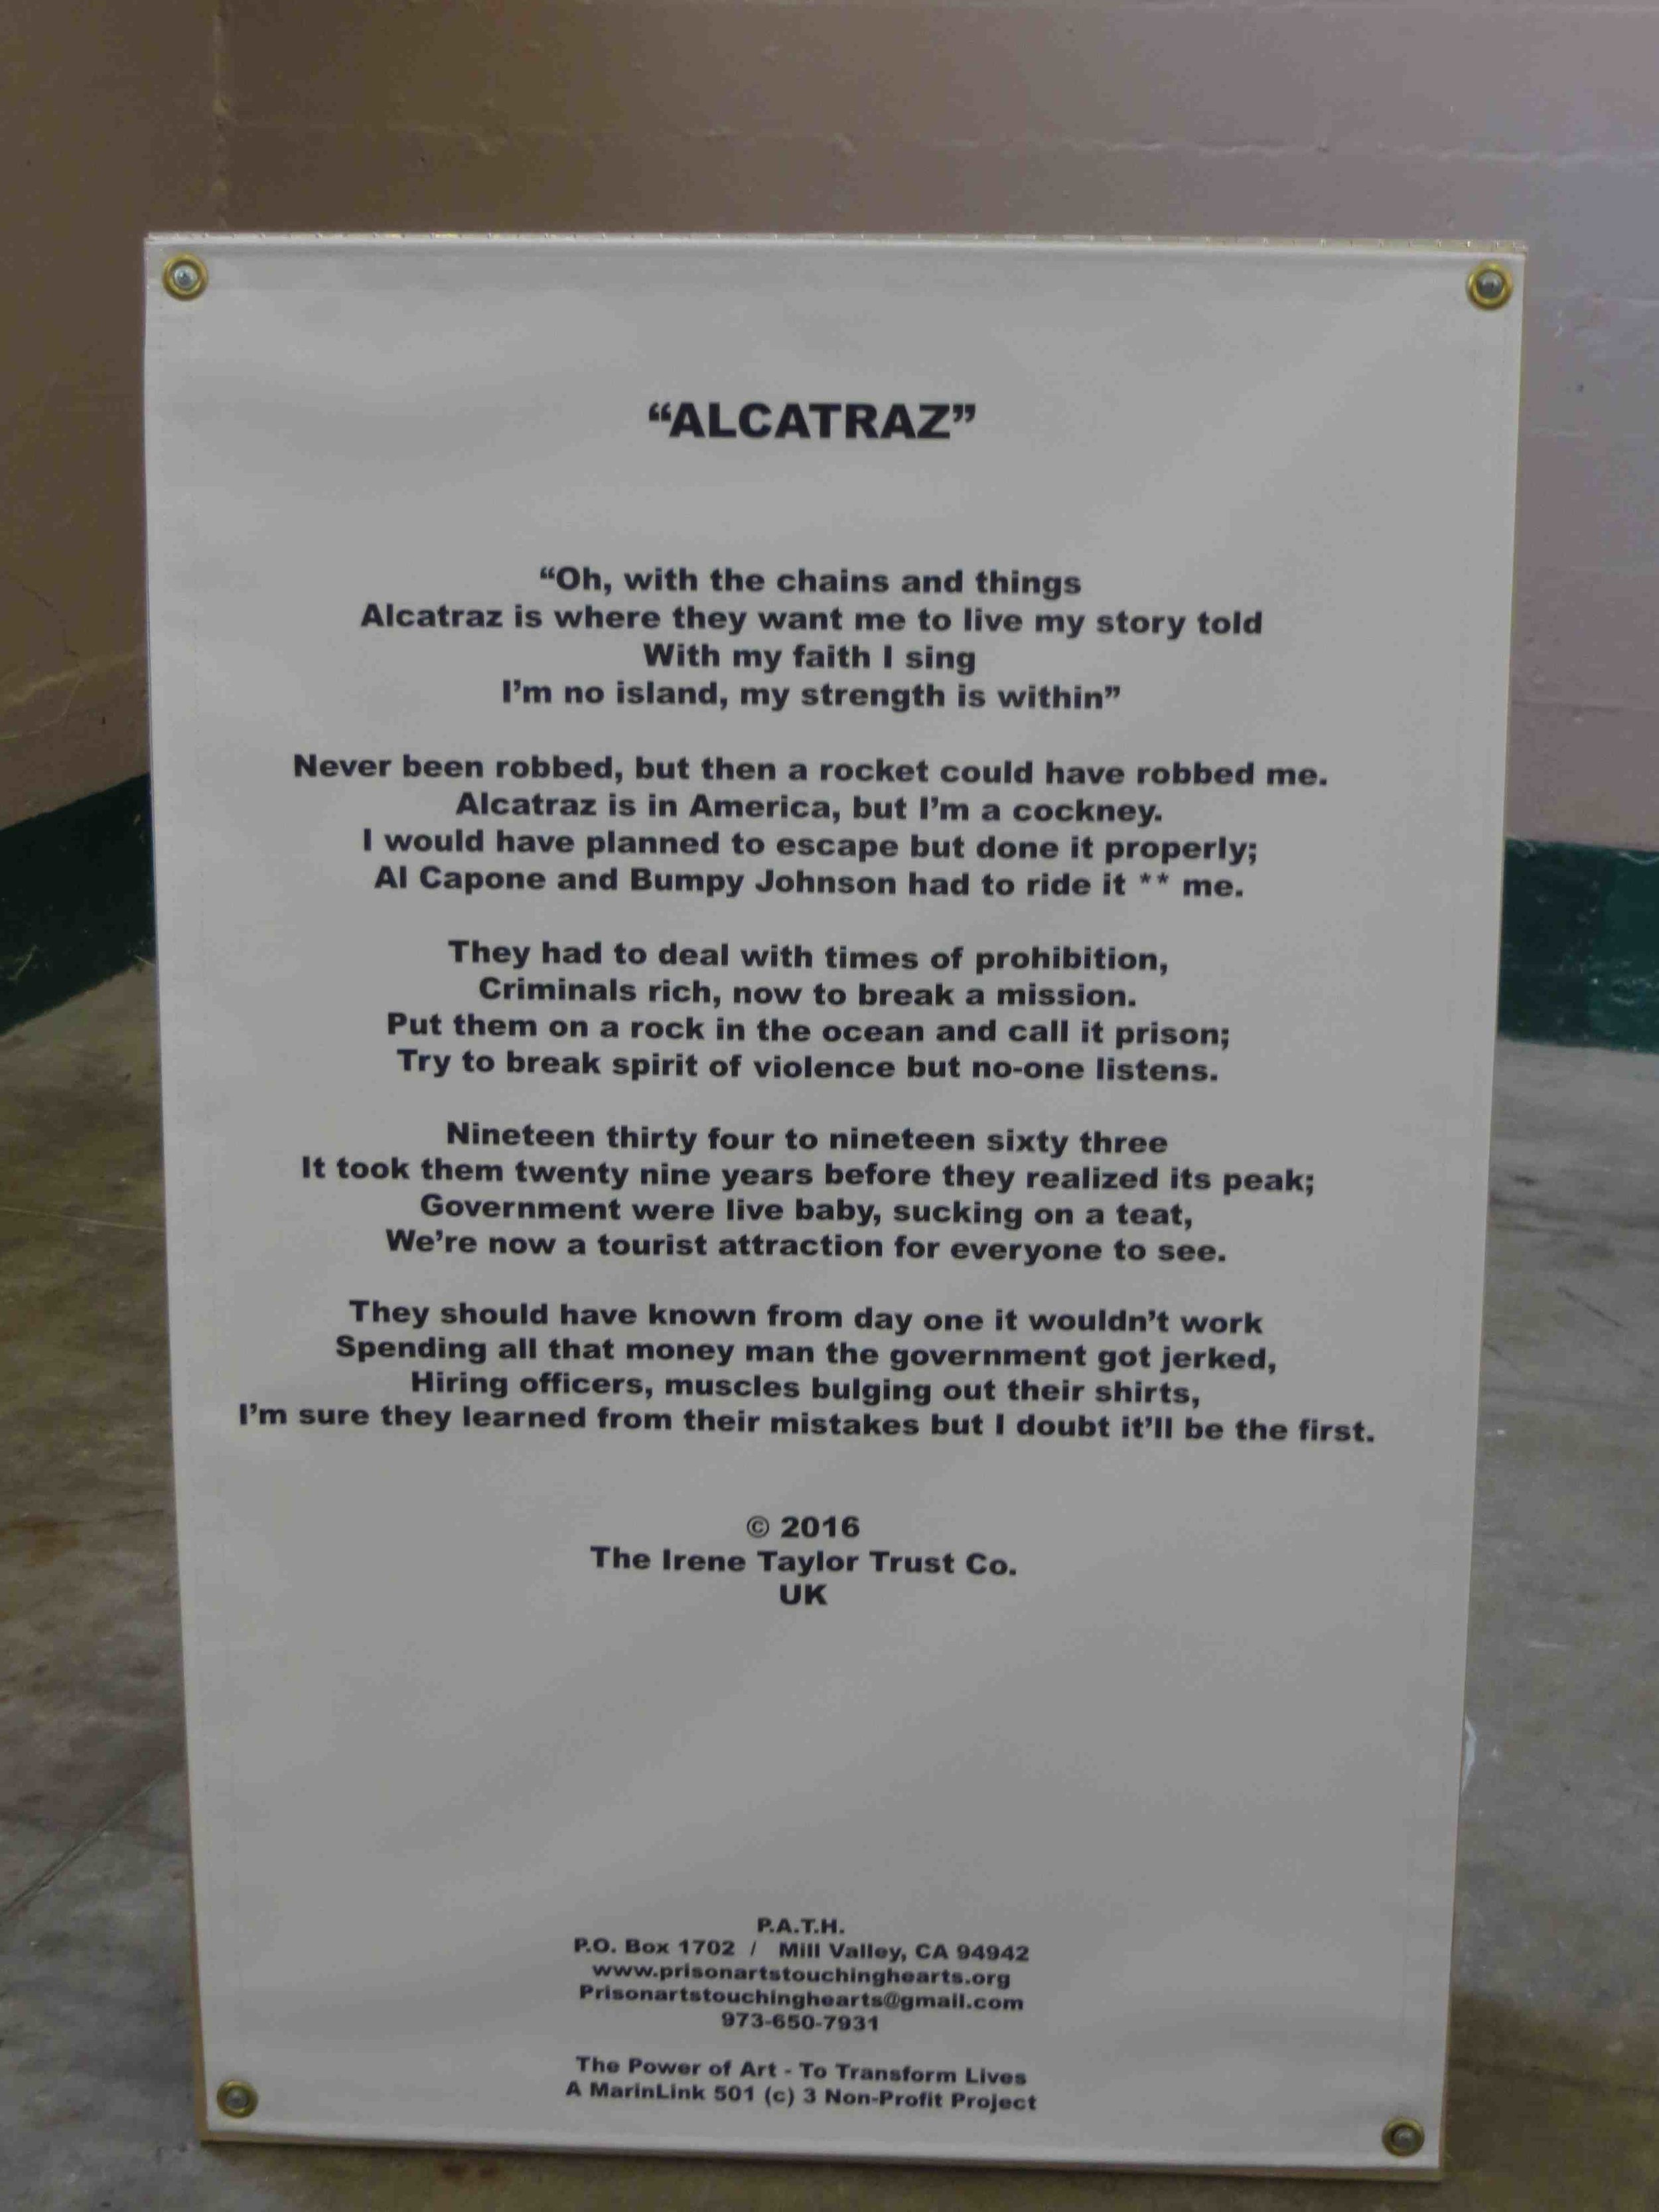 “ALCATRAZ”
“Oh, with the chains and things
Alcatraz is where they want me to live my story told
With my faith I sing
I’m no island, my strength is within”
Never been robbed, but then a rocket could have robbed me.
Alcatraz is in America, but I’m a cockney.
I would have planned to escape but done it properly;
Al Capone and Bumpy Johnson had to ride it ** me.
They had to deal with times of prohibition,
Criminals rich, now to break a mission.
Put them on a rock in the ocean and call it prison;
Try to break spirit of violence but no-one listens.
Nineteen thirty four to nineteen sixty three
It took them twenty nine years before they realized its peak;
Government were live baby, sucking on a teat,
We’re now a tourist attraction for everyone to see.
They should have known from day one it wouldn’t work
Spending all that money man the government got jerked,
Hiring officers, muscles bulging out their shirts,
I’m sure they learned from their mistakes but I doubt it’ll be the first.
© 2016
The Irene Taylor Trust Co.
UK
P.A.T.H.
P.O. Box 1702 / Mill Valley, CA 94942
www.prisonartstouchinghearts.org
Prisonartstouchinghearts@gmail.com
973-650-7931
The Power of Art - To Transform Lives
A MarinLink 501 (c) 3 Non-Profit Project